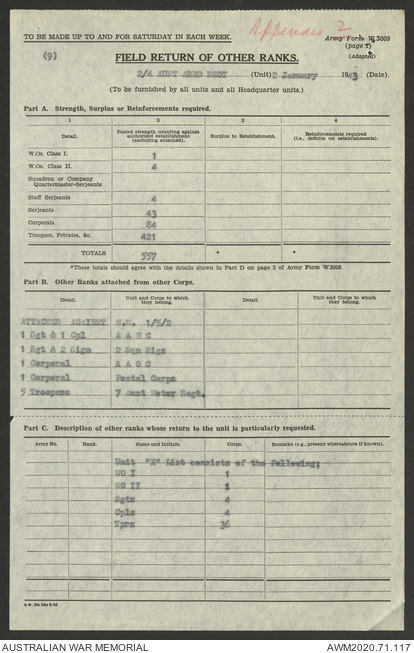 Appendix 2
TO BE MADE UP TO AND FOR SATURDAY IN EACH WEEK.
Army Form W.3009
(page 1)
(9)
(Adapted)
FIELD RETURN OF OTHER RANKS.
2/4 AUST ARMD REGT (Unit) 2 January 1943 (Date).
(To be furnished by all units and all Headquarter units.)
Part A. Strength, Surplus or Reinforcements required.
1 2 3 4
Detail. Posted strength counting against authorized establishment (excluding attached). Surplus to Establishment. Reinforcements required (i.e., deficits on establishments).
W.Os. Class I. 1
W.Os. Class II. 4
Squadron or Company
Quartermaster-Serjeants
Staff Serjeants 4
Serjeants 43
Corporals 84
Troopers, Privates, &c. 421
TOTALS 557 * *
*These totals should agree with the details shown in Part D on page 2 of Army Form W.3009.
Part B. Other Ranks attached from other Corps.
Detail. Unit and Corps to which they belong. Detail. Unit and Corps to which they belong.
ATTACHED AGAINST W.E. 1/5/2
1 Sgt & 1 Cpl A A M C
1 Sgt & 2 Sigm 2 Sqn Sigs
1 Corporal A A O C
1 Corporal Postal Corps
5 Troopers 7 Aust Motor Regt.
Part C. Description of other ranks whose return to the unit is particularly requested.
Army No. Rank. Name and Initials. Corps. Remarks (e.g., present whereabouts if known).
Unit "X" List consists of the following;
WO I 1
WO II 1
Sgts 4
Cpls 4
Tprs 36
AUSTRALIAN WAR MEMORIAL AWM2020.71.117